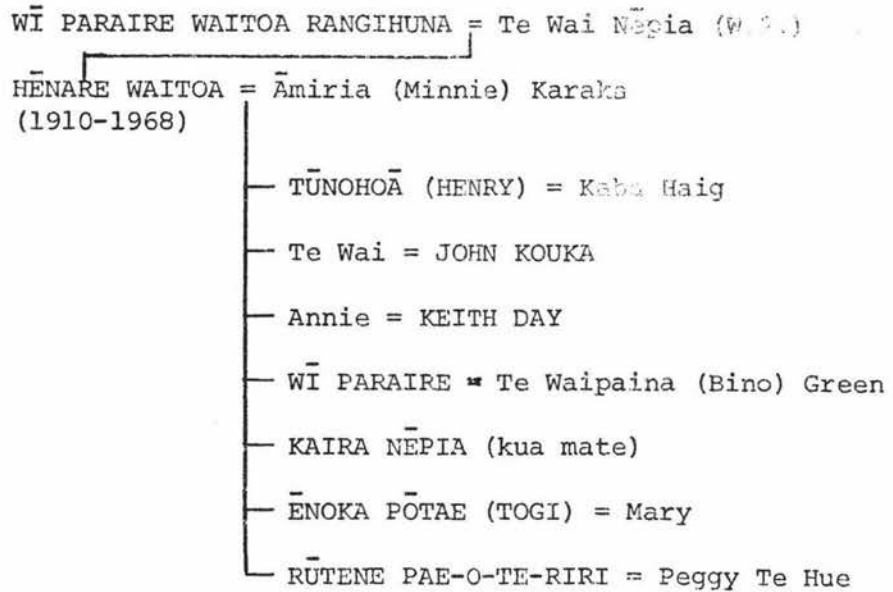 WĪ PARAIRE WAITOA RANGIHUNA = Te Wai Nēpia
HĒNARE WAITOA = Āmiria (Minnie) Karaka
(1910-1968)
TŪNOHOĀ (HENRY) = Kaba Haig
Te Wai = JOHN KOUKA
Annie = KEITH DAY
WĪ PARAIRE = Te Waipaina (Bino) Green
KAIRA NĒPIA (kua mate)
ĒNOKA PŌTAE (TOGI) = Mary
RŪTENE PAE-O-TE-RIRI = Peggy Te Hue